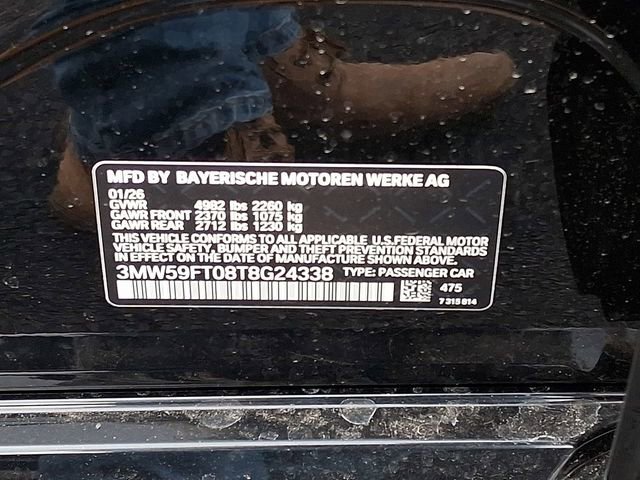 MFD BY BAYERISCHE MOTOREN WERKE AG
01/26
GVWR 4982 lbs 2260 kg
GAWR FRONT 2370 lbs 1075 kg
GAWR REAR 2712 lbs 1230 kg
THIS VEHICLE CONFORMS TO ALL APPLICABLE U.S.FEDERAL MOTOR
VEHICLE SAFETY, BUMPER AND THEFT PREVENTION STANDARDS
IN EFFECT ON THE DATE OF MANUFACTURE SHOWN ABOVE.
3MW59FT08T8G24338 TYPE: PASSENGER CAR
475
7 315 814